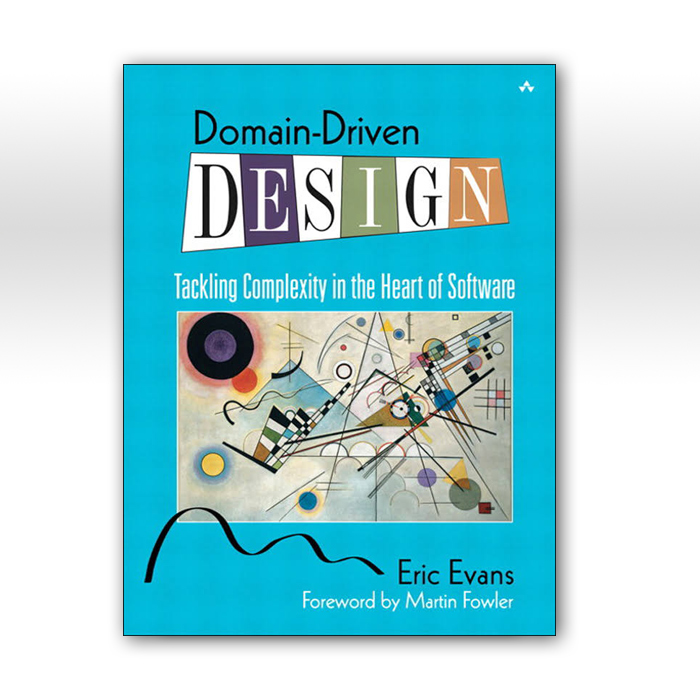 Domain-Driven
DESIGN
Tackling Complexity in the Heart of Software
Eric Evans
Foreword by Martin Fowler